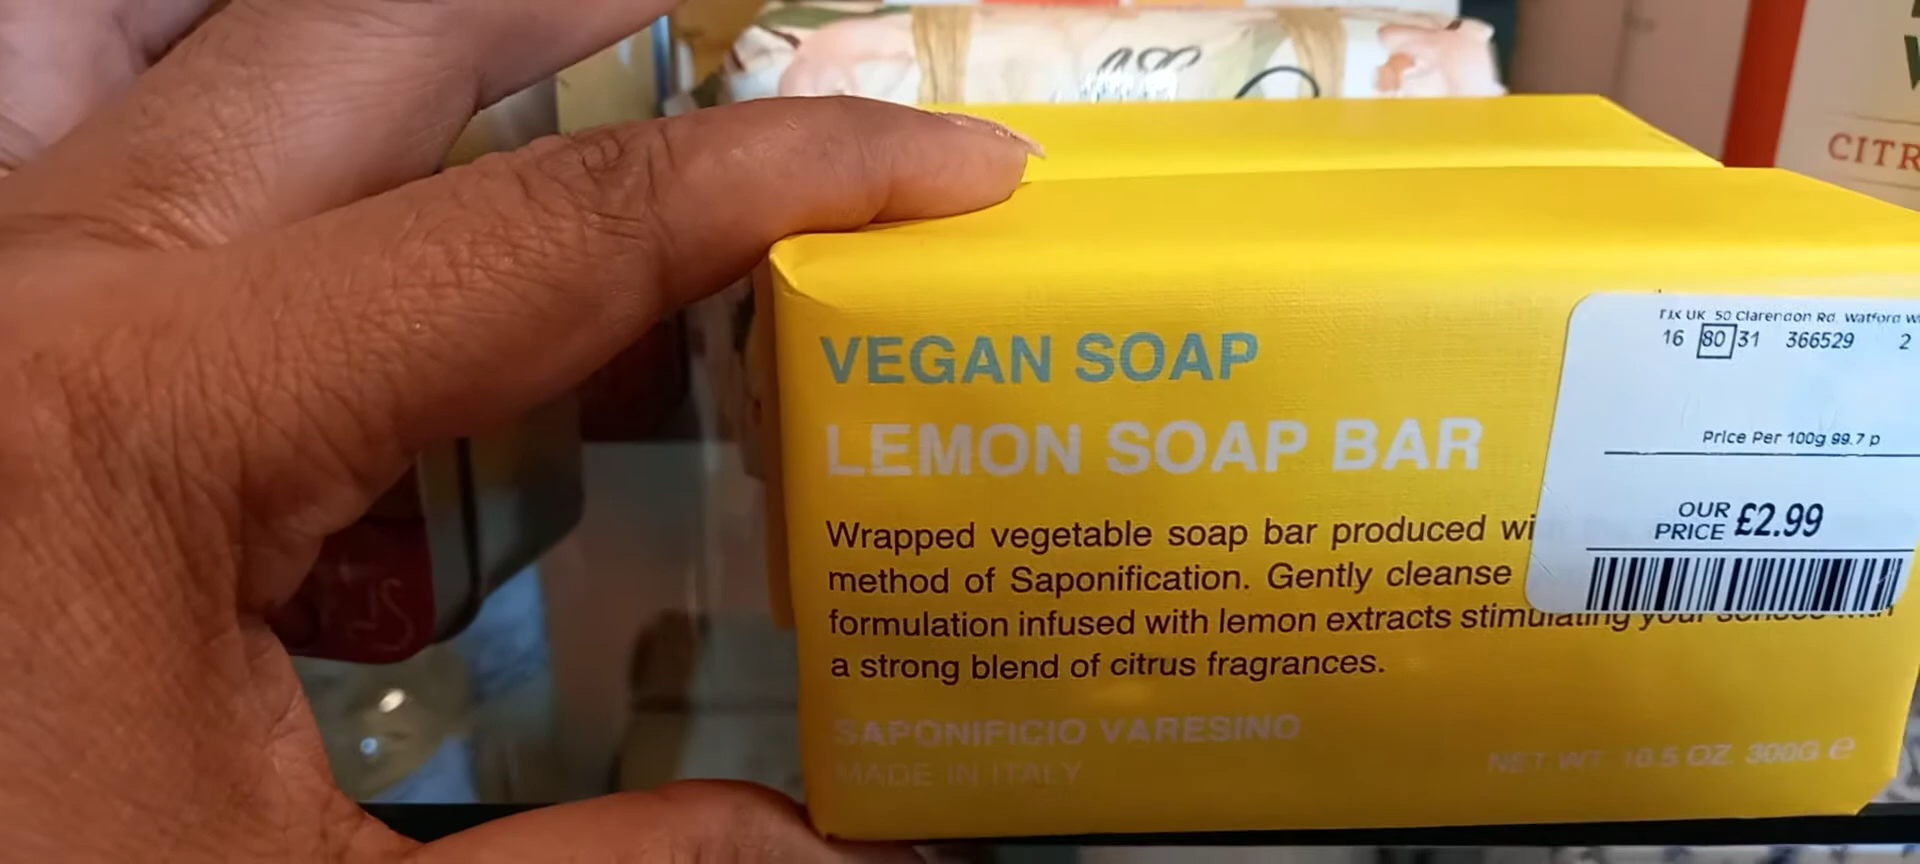 CITR
VEGAN SOAP
LEMON SOAP BAR
Wrapped vegetable soap bar produced wi
method of Saponification. Gently cleanse
formulation infused with lemon extracts stimulating your senses with
a strong blend of citrus fragrances.
SAPONIFICIO VARESINO
MADE IN ITALY
NET WT. 10.5 OZ. 300G e
TJX UK 50 Clarendon Rd. Watford W
16 80 31 366529 2
Price Per 100g 99.7 p
OUR
PRICE £2.99